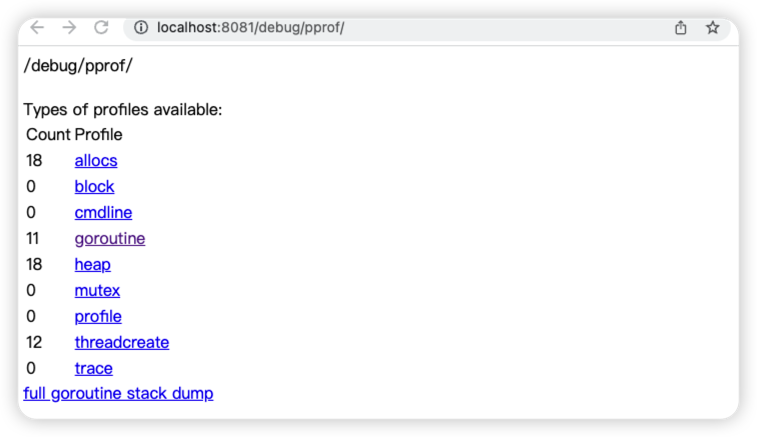 localhost:8081/debug/pprof/
/debug/pprof/
Types of profiles available:
Count Profile
18 allocs
0 block
0 cmdline
11 goroutine
18 heap
0 mutex
0 profile
12 threadcreate
0 trace
full goroutine stack dump